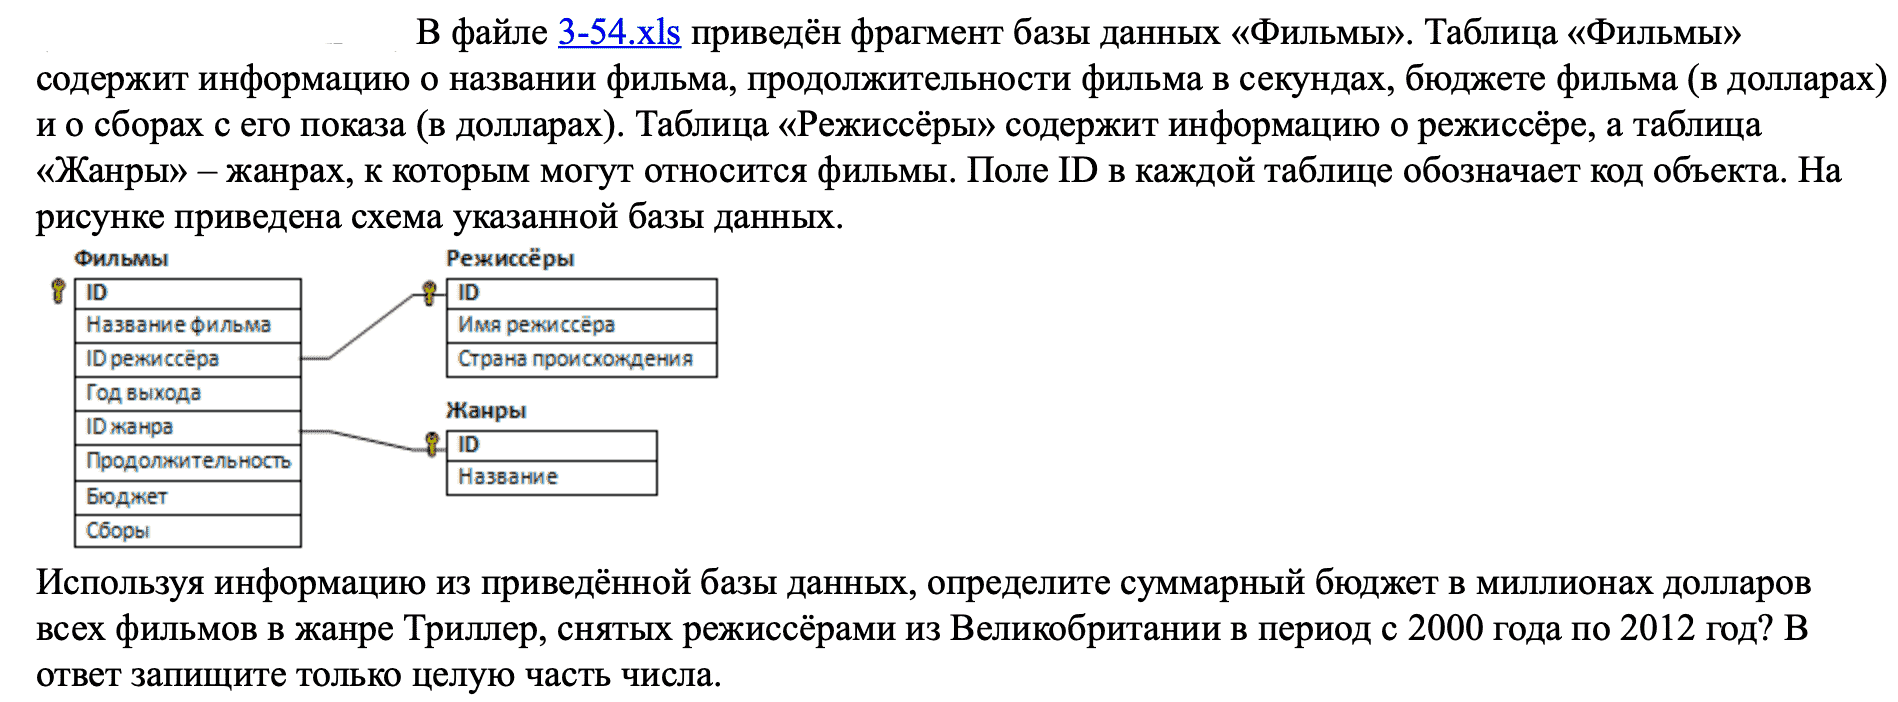 В файле 3-54.xls приведён фрагмент базы данных «Фильмы». Таблица «Фильмы»
содержит информацию о названии фильма, продолжительности фильма в секундах, бюджете фильма (в долларах)
и о сборах с его показа (в долларах). Таблица «Режиссёры» содержит информацию о режиссёре, а таблица
«Жанры» – жанрах, к которым могут относится фильмы. Поле ID в каждой таблице обозначает код объекта. На
рисунке приведена схема указанной базы данных.
Фильмы
ID
Название фильма
ID режиссёра
Год выхода
ID жанра
Продолжительность
Бюджет
Сборы
Режиссёры
ID
Имя режиссёра
Страна происхождения
Жанры
ID
Название
Используя информацию из приведённой базы данных, определите суммарный бюджет в миллионах долларов
всех фильмов в жанре Триллер, снятых режиссёрами из Великобритании в период с 2000 года по 2012 год? В
ответ запищите только целую часть числа.